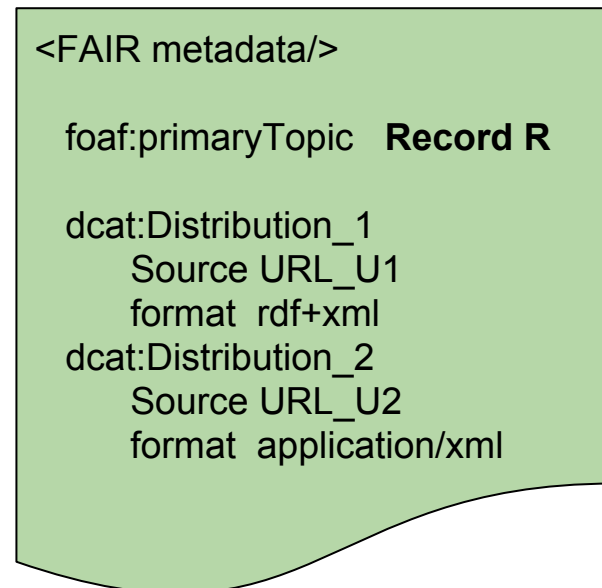 <FAIR metadata/>
foaf:primaryTopic Record R
dcat:Distribution_1
Source URL_U1
format rdf+xml
dcat:Distribution_2
Source URL_U2
format application/xml